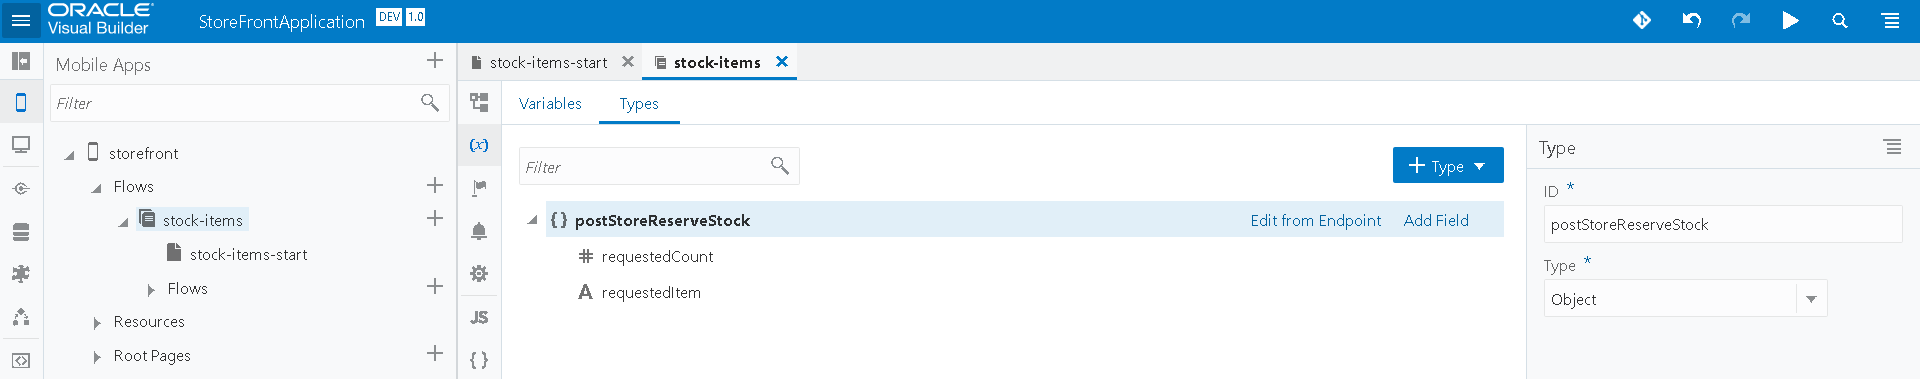 ORACLE
Visual Builder
StoreFrontApplication DEV 1.0
Mobile Apps
Filter
storefront
Flows
stock-items
stock-items-start
Flows
Resources
Root Pages
stock-items-start
stock-items
(x)
JS
{ }
Variables Types
Filter
Type
{ } postStoreReserveStock Edit from Endpoint Add Field
# requestedCount
A requestedItem
Type
ID *
postStoreReserveStock
Type *
Object